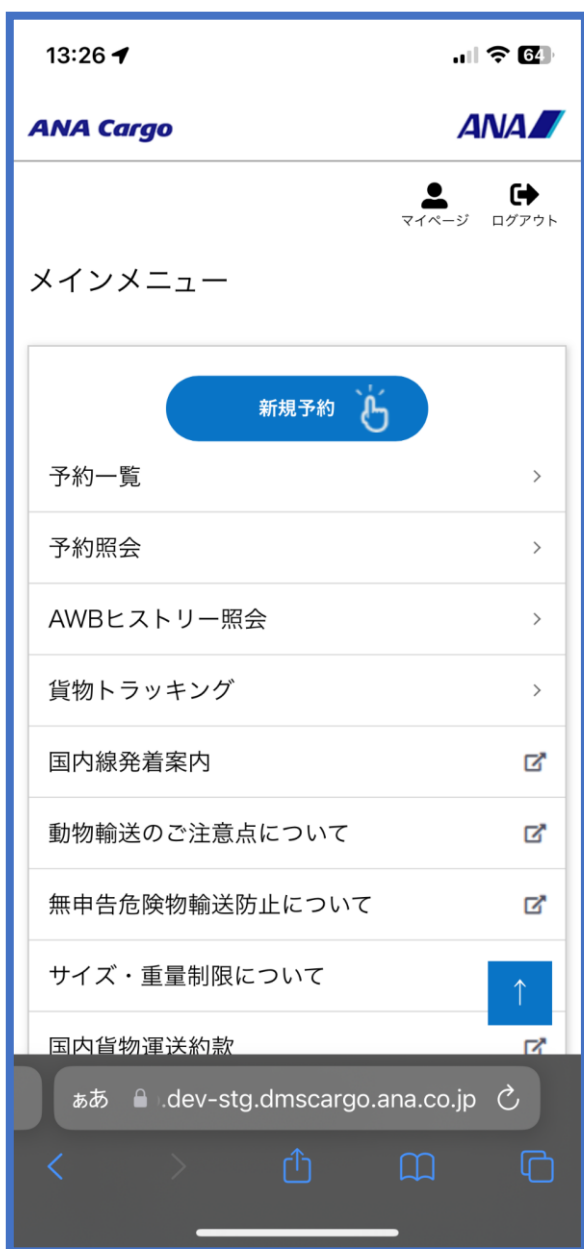 13:26
64
ANA Cargo
ANA
マイページ ログアウト
メインメニュー
新規予約
予約一覧
予約照会
AWBヒストリー照会
貨物トラッキング
国内線発着案内
動物輸送のご注意点について
無申告危険物輸送防止について
サイズ・重量制限について
国内貨物運送約款
ぁあ .dev-stg.dmscargo.ana.co.jp